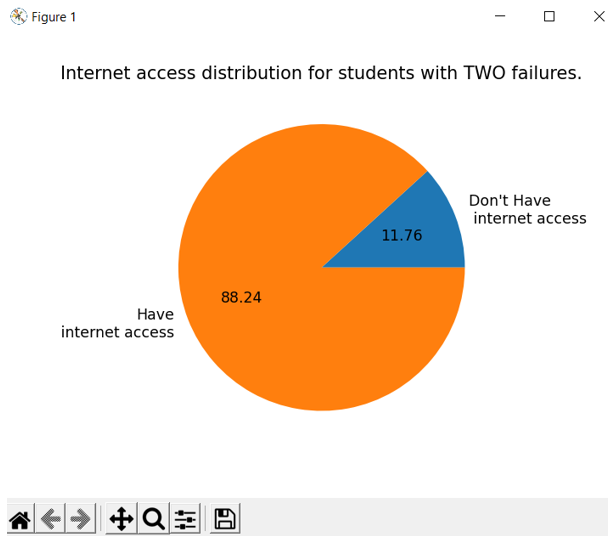 Figure 1
Internet access distribution for students with TWO failures.
Don't Have
internet access
11.76
88.24
Have
internet access